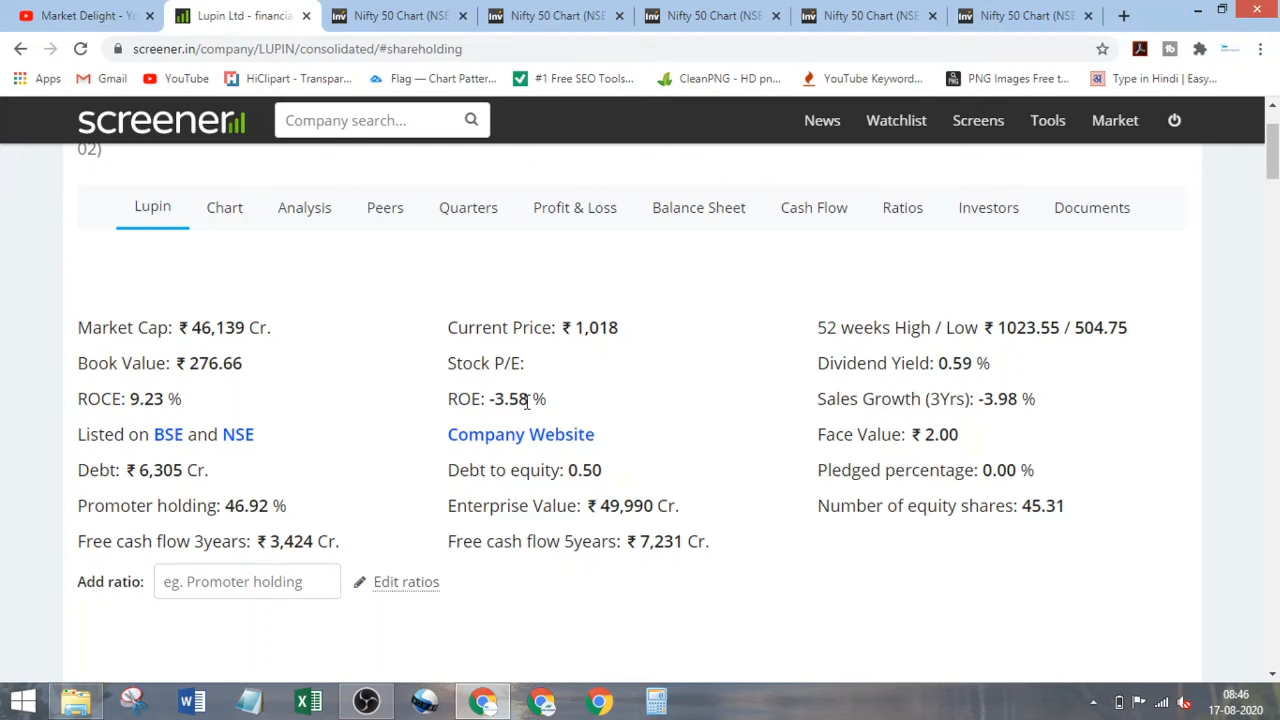 Market Delight - Yo
Lupin Ltd - financia
Nifty 50 Chart (NSE
Nifty 50 Chart (NSE
Nifty 50 Chart (NSE
Nifty 50 Chart (NSE
Nifty 50 Chart (NSE
screener.in/company/LUPIN/consolidated/#shareholding
Apps Gmail YouTube HiClipart - Transpar... Flag — Chart Patter... #1 Free SEO Tools... CleanPNG - HD pn... YouTube Keyword... PNG Images Free t... Type in Hindi | Easy...
screener Company search... News Watchlist Screens Tools Market
02)
Lupin Chart Analysis Peers Quarters Profit & Loss Balance Sheet Cash Flow Ratios Investors Documents
Market Cap: ₹ 46,139 Cr. Current Price: ₹ 1,018 52 weeks High / Low ₹ 1023.55 / 504.75
Book Value: ₹ 276.66 Stock P/E: Dividend Yield: 0.59 %
ROCE: 9.23 % ROE: -3.58 % Sales Growth (3Yrs): -3.98 %
Listed on BSE and NSE Company Website Face Value: ₹ 2.00
Debt: ₹ 6,305 Cr. Debt to equity: 0.50 Pledged percentage: 0.00 %
Promoter holding: 46.92 % Enterprise Value: ₹ 49,990 Cr. Number of equity shares: 45.31
Free cash flow 3years: ₹ 3,424 Cr. Free cash flow 5years: ₹ 7,231 Cr.
Add ratio: eg. Promoter holding Edit ratios
08:46
17-08-2020